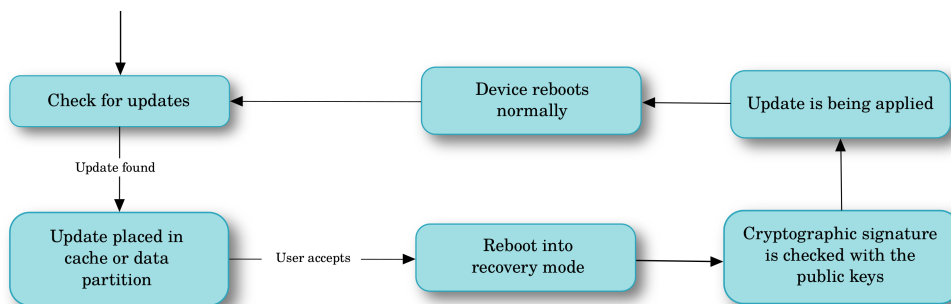 Check for updates
Device reboots
normally
Update is being applied
Update found
Update placed in
cache or data
partition
User accepts
Reboot into
recovery mode
Cryptographic signature
is checked with the
public keys